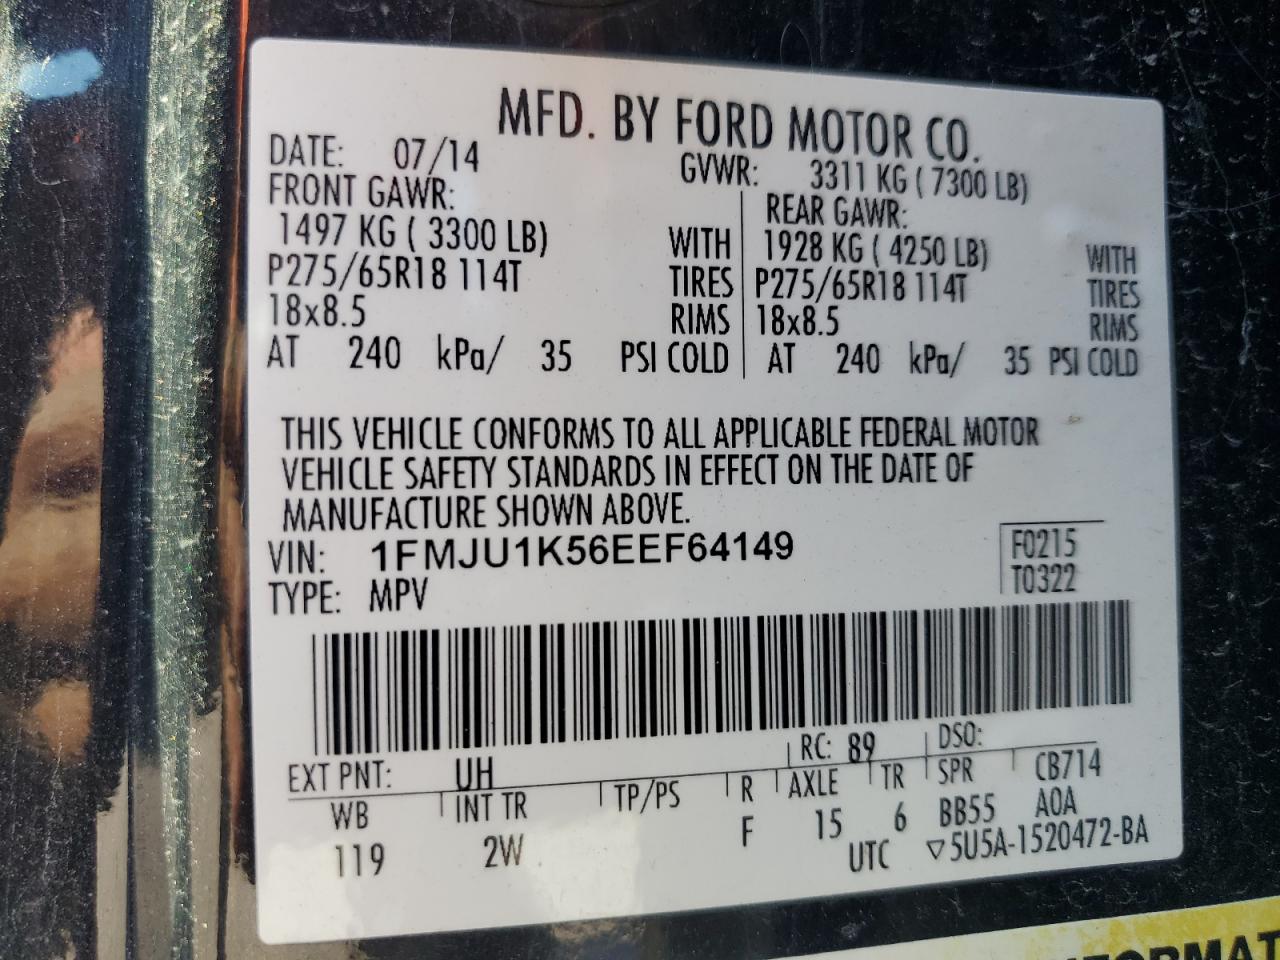 MFD. BY FORD MOTOR CO.
DATE: 07/14 GVWR: 3311 KG ( 7300 LB)
FRONT GAWR: REAR GAWR:
1497 KG ( 3300 LB) WITH 1928 KG ( 4250 LB) WITH
P275/65R18 114T TIRES P275/65R18 114T TIRES
18x8.5 RIMS 18x8.5 RIMS
AT 240 kPa/ 35 PSI COLD AT 240 kPa/ 35 PSI COLD
THIS VEHICLE CONFORMS TO ALL APPLICABLE FEDERAL MOTOR
VEHICLE SAFETY STANDARDS IN EFFECT ON THE DATE OF
MANUFACTURE SHOWN ABOVE.
VIN: 1FMJU1K56EEF64149 F0215
TYPE: MPV T0322
EXT PNT: UH RC: 89 DSO:
WB INT TR TP/PS R AXLE TR SPR CB714
119 2W F 15 6 BB55 A0A
UTC ▽5U5A-1520472-BA